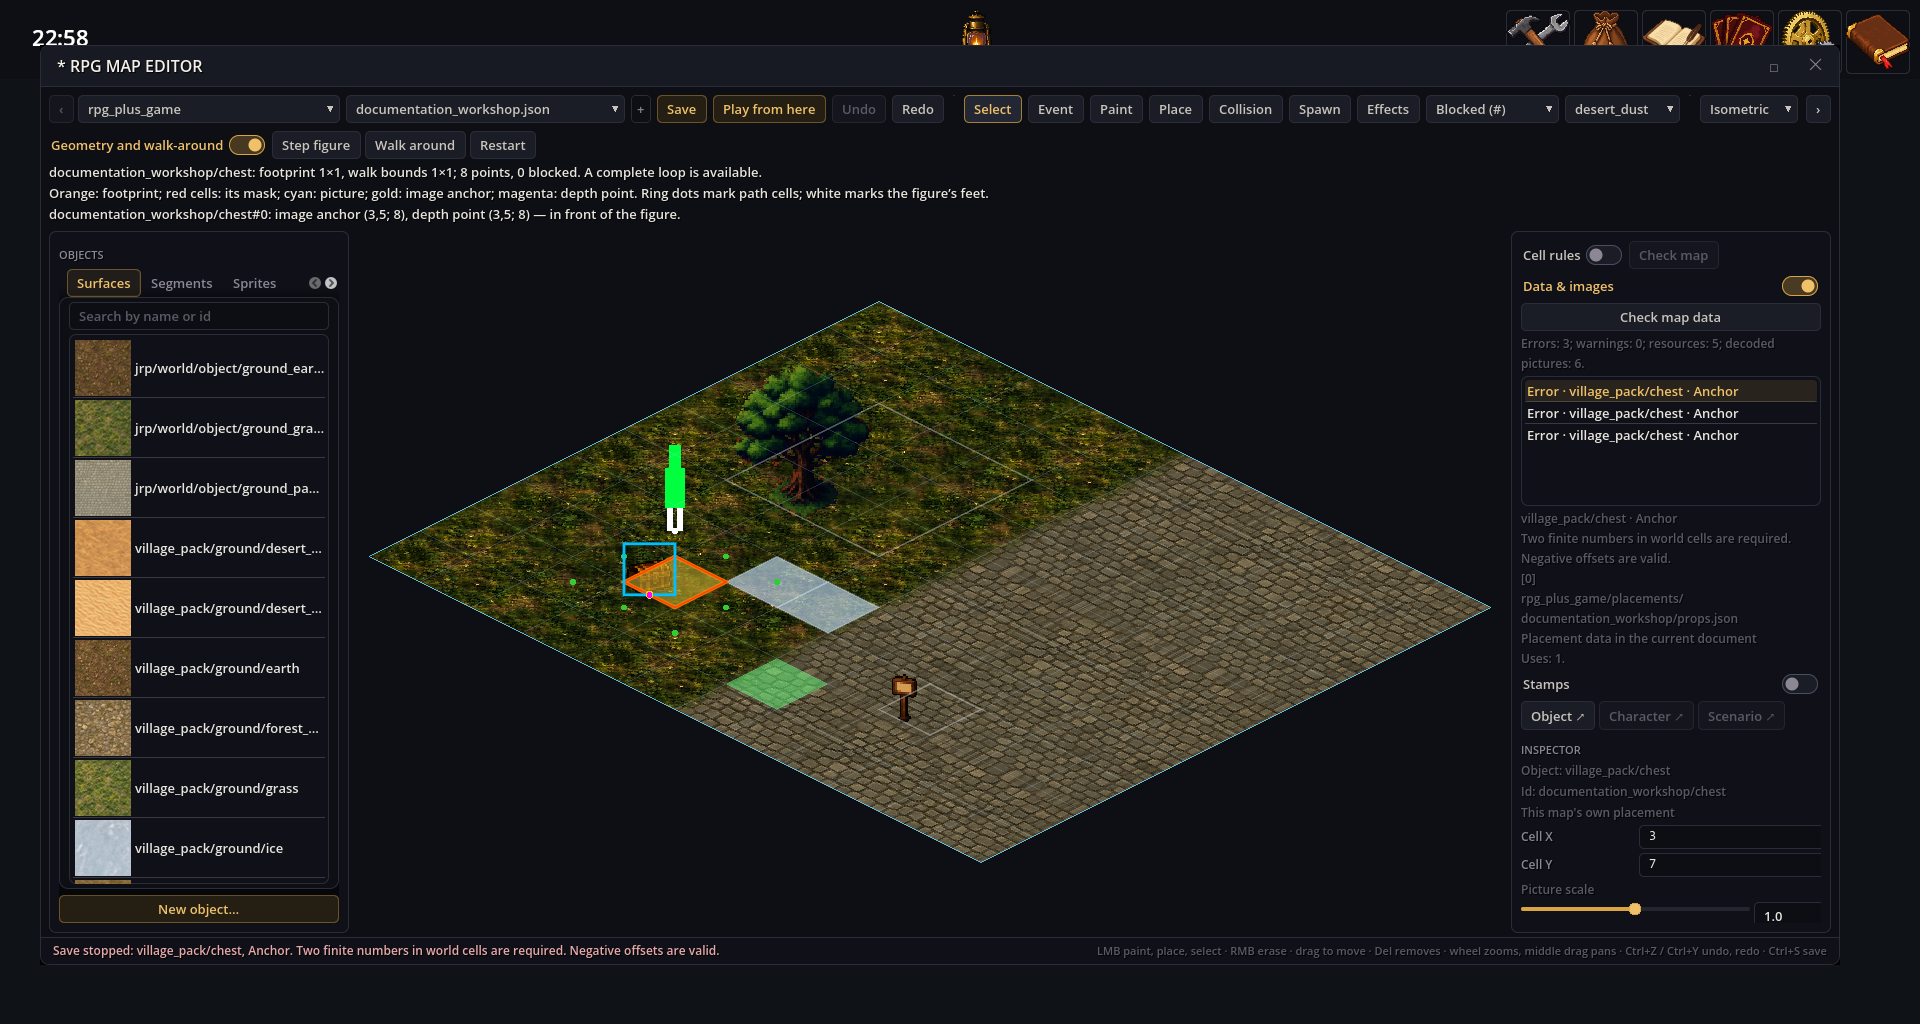 22:58
* RPG MAP EDITOR
rpg_plus_game
documentation_workshop.json
+
Save
Play from here
Undo
Redo
Select
Event
Paint
Place
Collision
Spawn
Effects
Blocked (#)
desert_dust
Isometric
Geometry and walk-around
Step figure
Walk around
Restart
documentation_workshop/chest: footprint 1×1, walk bounds 1×1; 8 points, 0 blocked. A complete loop is available.
Orange: footprint; red cells: its mask; cyan: picture; gold: image anchor; magenta: depth point. Ring dots mark path cells; white marks the figure’s feet.
documentation_workshop/chest#0: image anchor (3,5; 8), depth point (3,5; 8) — in front of the figure.
OBJECTS
Surfaces
Segments
Sprites
Search by name or id
jrp/world/object/ground_ear...
jrp/world/object/ground_gra...
jrp/world/object/ground_pa...
village_pack/ground/desert_...
village_pack/ground/desert_...
village_pack/ground/earth
village_pack/ground/forest_...
village_pack/ground/grass
village_pack/ground/ice
New object...
Cell rules
Check map
Data & images
Check map data
Errors: 3; warnings: 0; resources: 5; decoded
pictures: 6.
Error · village_pack/chest · Anchor
Error · village_pack/chest · Anchor
Error · village_pack/chest · Anchor
village_pack/chest · Anchor
Two finite numbers in world cells are required.
Negative offsets are valid.
[0]
rpg_plus_game/placements/
documentation_workshop/props.json
Placement data in the current document
Uses: 1.
Stamps
Object ↗
Character ↗
Scenario ↗
INSPECTOR
Object: village_pack/chest
Id: documentation_workshop/chest
This map's own placement
Cell X
3
Cell Y
7
Picture scale
1.0
Save stopped: village_pack/chest, Anchor. Two finite numbers in world cells are required. Negative offsets are valid.
LMB paint, place, select · RMB erase · drag to move · Del removes · wheel zooms, middle drag pans · Ctrl+Z / Ctrl+Y undo, redo · Ctrl+S save